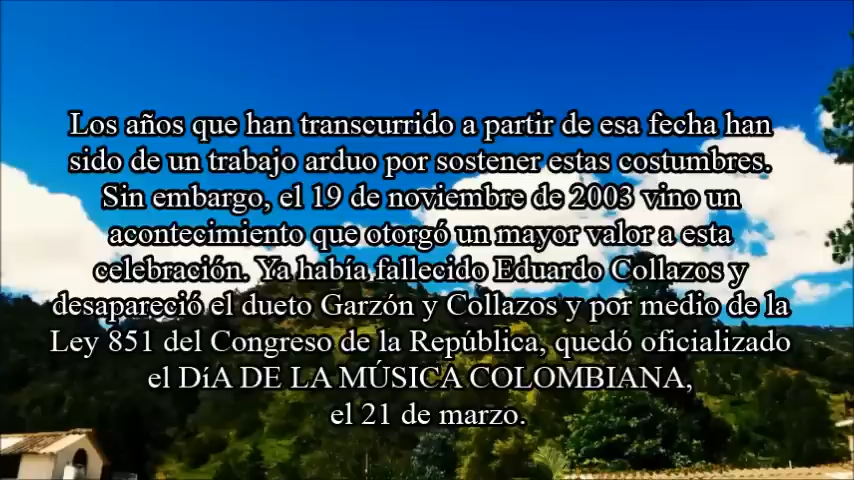 Los años que han transcurrido a partir de esa fecha han
sido de un trabajo arduo por sostener estas costumbres.
Sin embargo, el 19 de noviembre de 2003 vino un
acontecimiento que otorgó un mayor valor a esta
celebración. Ya había fallecido Eduardo Collazos y
desapareció el dueto Garzón y Collazos y por medio de la
Ley 851 del Congreso de la República, quedó oficializado
el DíA DE LA MÚSICA COLOMBIANA,
el 21 de marzo.